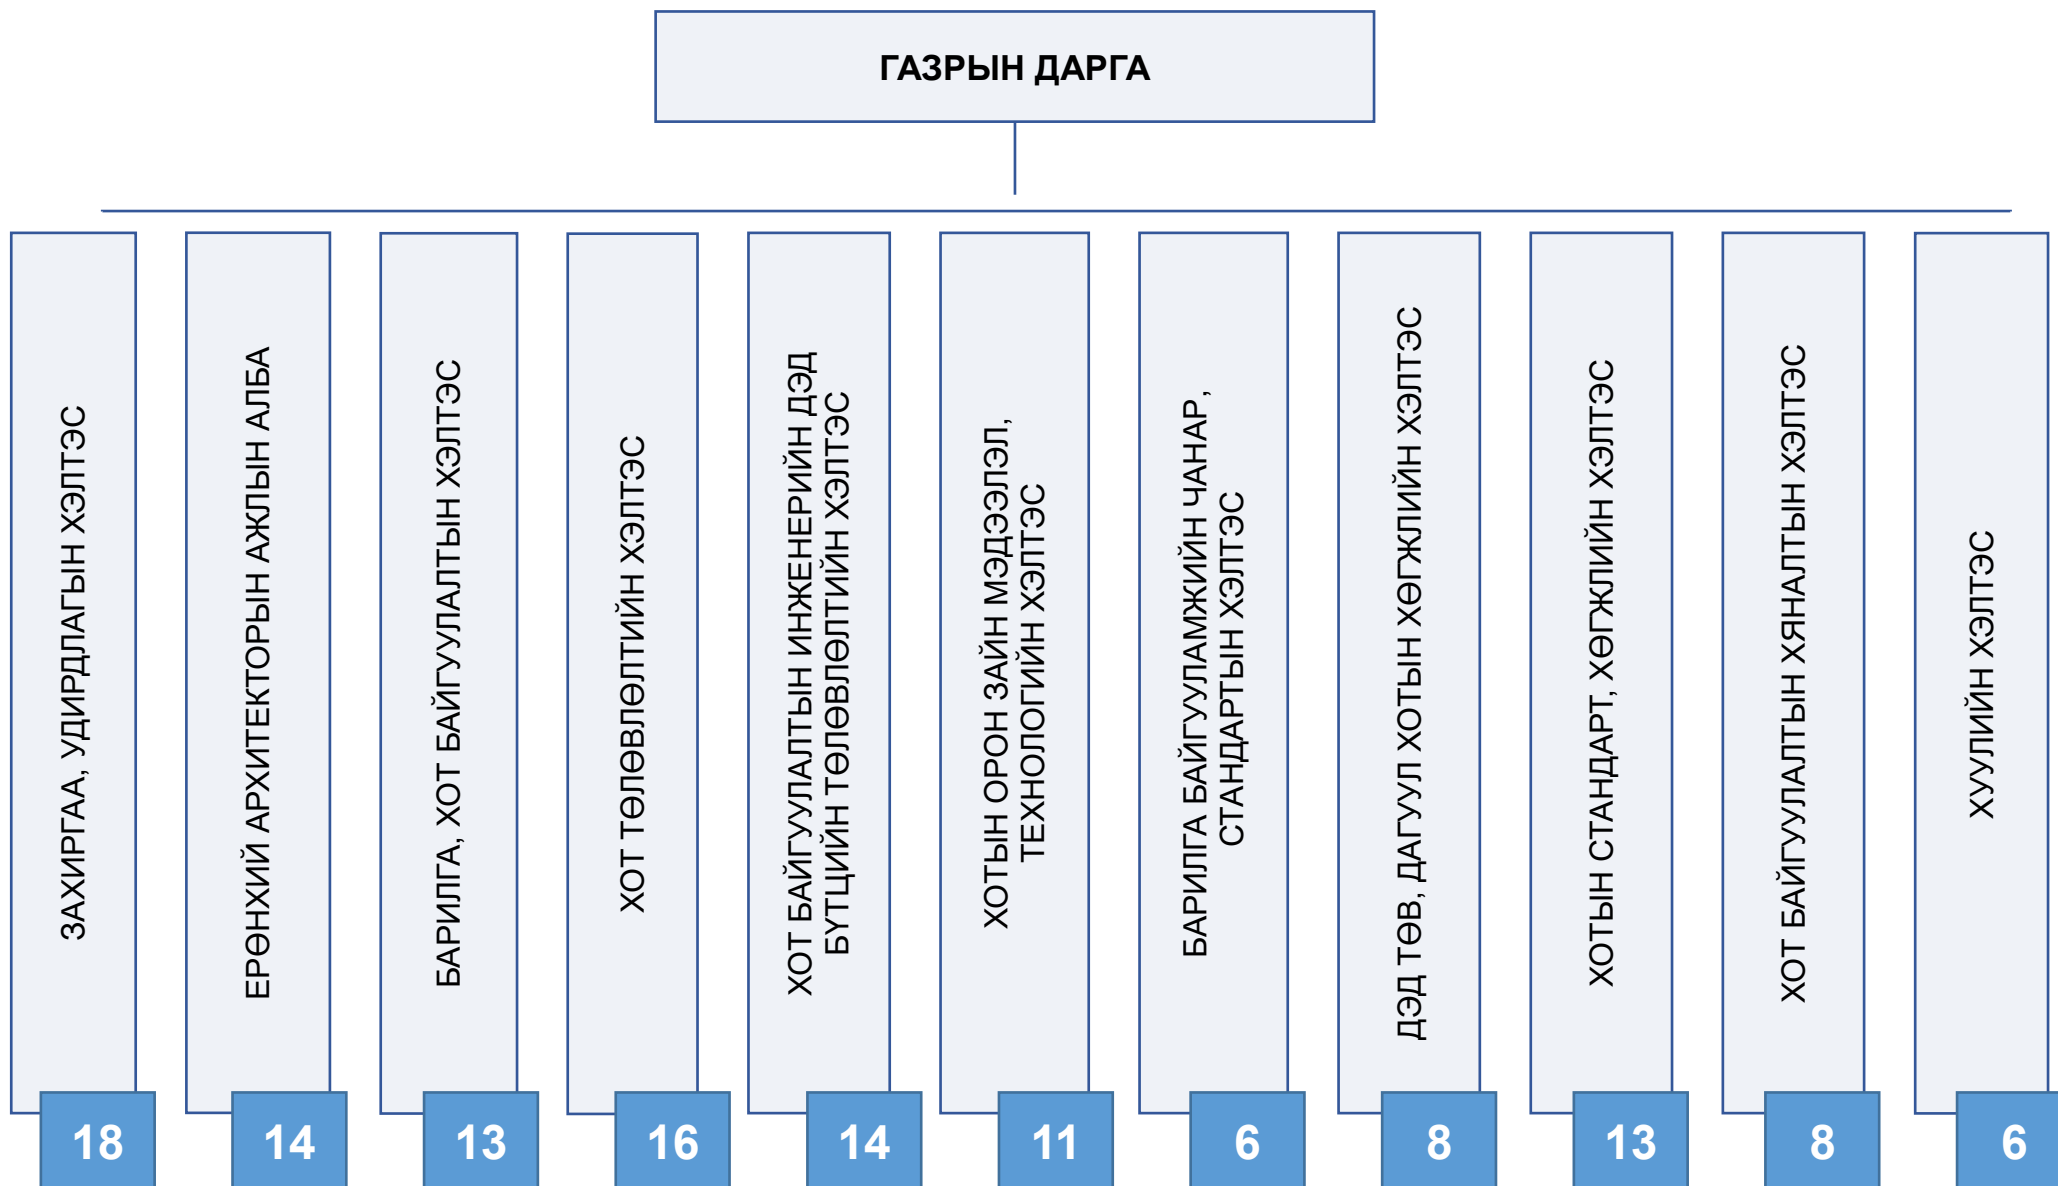 ГАЗРЫН ДАРГА
ЗАХИРГАА, УДИРДЛАГЫН ХЭЛТЭС
ЕРӨНХИЙ АРХИТЕКТОРЫН АЖЛЫН АЛБА
БАРИЛГА, ХОТ БАЙГУУЛАЛТЫН ХЭЛТЭС
ХОТ ТӨЛӨВЛӨЛТИЙН ХЭЛТЭС
ХОТ БАЙГУУЛАЛТЫН ИНЖЕНЕРИЙН ДЭД
БҮТЦИЙН ТӨЛӨВЛӨЛТИЙН ХЭЛТЭС
ХОТЫН ОРОН ЗАЙН МЭДЭЭЛЭЛ,
ТЕХНОЛОГИЙН ХЭЛТЭС
БАРИЛГА БАЙГУУЛАМЖИЙН ЧАНАР,
СТАНДАРТЫН ХЭЛТЭС
ДЭД ТӨВ, ДАГУУЛ ХОТЫН ХӨГЖЛИЙН ХЭЛТЭС
ХОТЫН СТАНДАРТ, ХӨГЖЛИЙН ХЭЛТЭС
ХОТ БАЙГУУЛАЛТЫН ХЯНАЛТЫН ХЭЛТЭС
ХУУЛИЙН ХЭЛТЭС
18
14
13
16
14
11
6
8
13
8
6